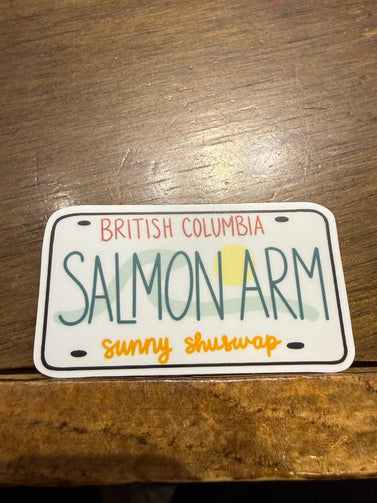 BRITISH COLUMBIA
SALMON ARM
sunny shuswap